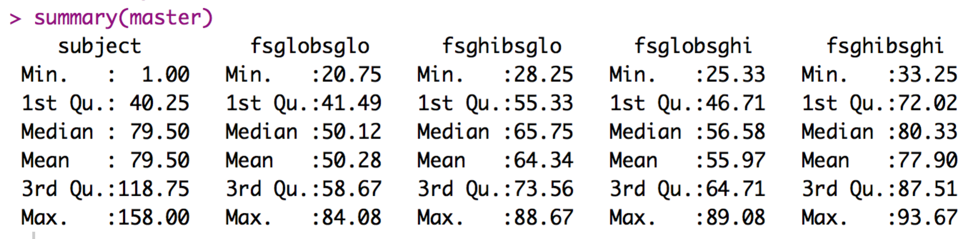 > summary(master)
subject fsglobsglo fsghibsglo fsglobsghi fsghibsghi
Min.   :  1.00 Min.   :20.75 Min.   :28.25 Min.   :25.33 Min.   :33.25
1st Qu.: 40.25 1st Qu.:41.49 1st Qu.:55.33 1st Qu.:46.71 1st Qu.:72.02
Median : 79.50 Median :50.12 Median :65.75 Median :56.58 Median :80.33
Mean   : 79.50 Mean   :50.28 Mean   :64.34 Mean   :55.97 Mean   :77.90
3rd Qu.:118.75 3rd Qu.:58.67 3rd Qu.:73.56 3rd Qu.:64.71 3rd Qu.:87.51
Max.   :158.00 Max.   :84.08 Max.   :88.67 Max.   :89.08 Max.   :93.67